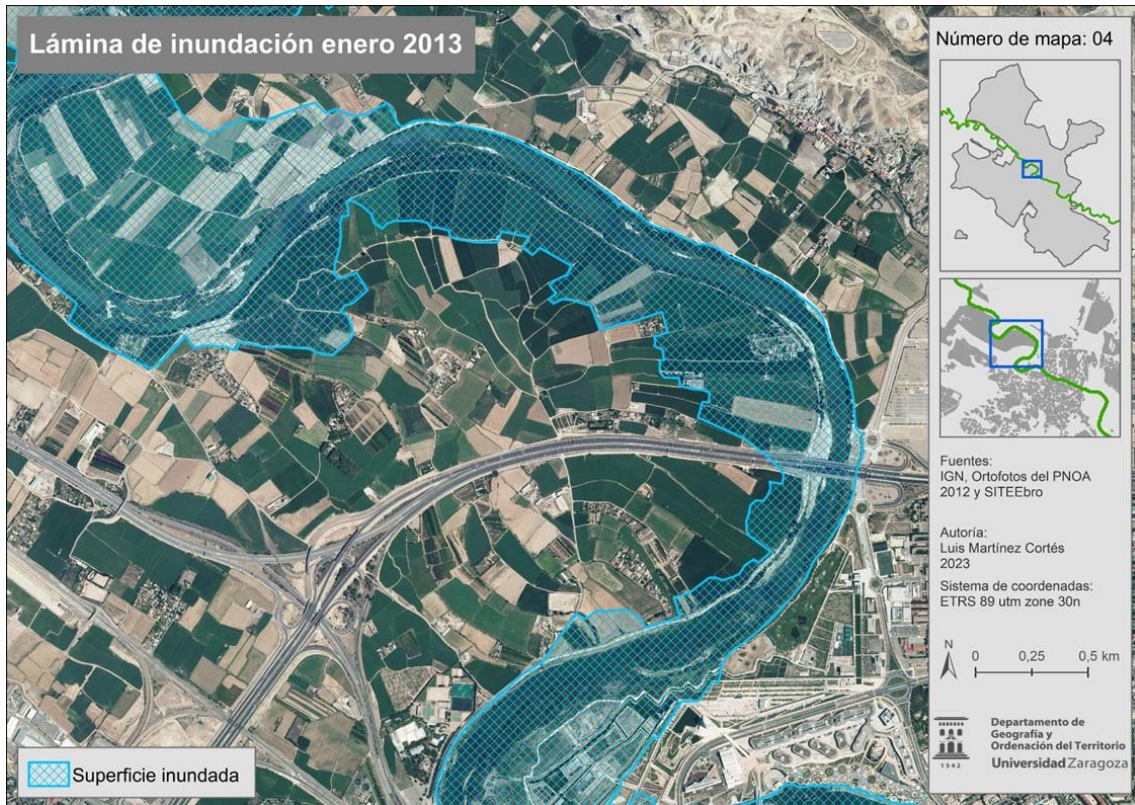 Lámina de inundación enero 2013
Número de mapa: 04
Fuentes:
IGN, Ortofotos del PNOA
2012 y SITEEbro
Autoría:
Luis Martínez Cortés
2023
Sistema de coordenadas:
ETRS 89 utm zone 30n
N
0 0,25 0,5 km
1542
Departamento de
Geografía y
Ordenación del Territorio
Universidad Zaragoza
Superficie inundada